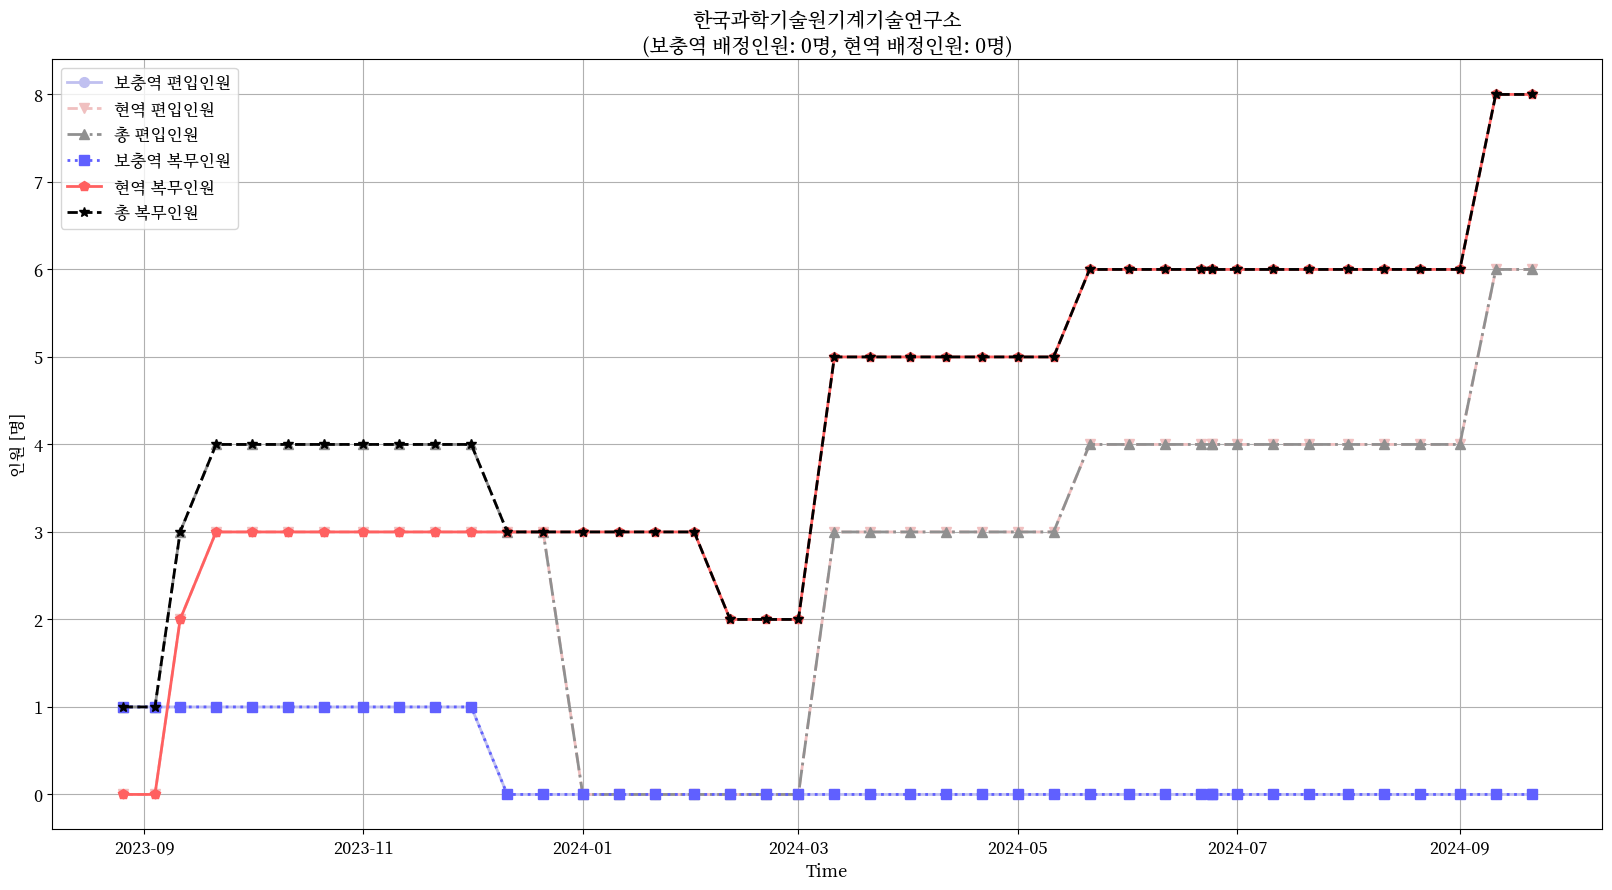 한국과학기술원기계기술연구소
(보충역 배정인원: 0명, 현역 배정인원: 0명)
보충역 편입인원
현역 편입인원
총 편입인원
보충역 복무인원
현역 복무인원
총 복무인원
8
7
6
5
4
3
2
1
0
인원 [명]
2023-09
2023-11
2024-01
2024-03
2024-05
2024-07
2024-09
Time